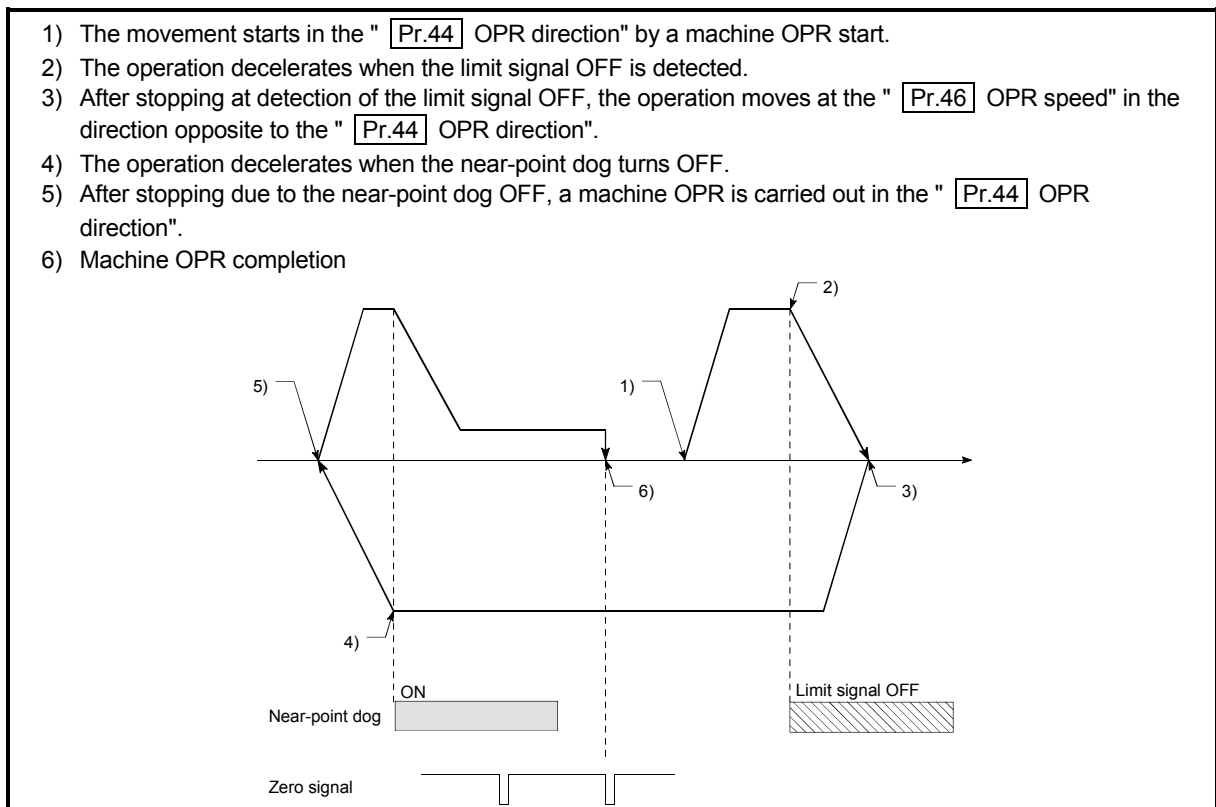 1) The movement starts in the " Pr.44 OPR direction" by a machine OPR start.
2) The operation decelerates when the limit signal OFF is detected.
3) After stopping at detection of the limit signal OFF, the operation moves at the " Pr.46 OPR speed" in the
direction opposite to the " Pr.44 OPR direction".
4) The operation decelerates when the near-point dog turns OFF.
5) After stopping due to the near-point dog OFF, a machine OPR is carried out in the " Pr.44 OPR
direction".
6) Machine OPR completion
2)
5)
1)
6)
3)
4)
ON
Limit signal OFF
Near-point dog
Zero signal